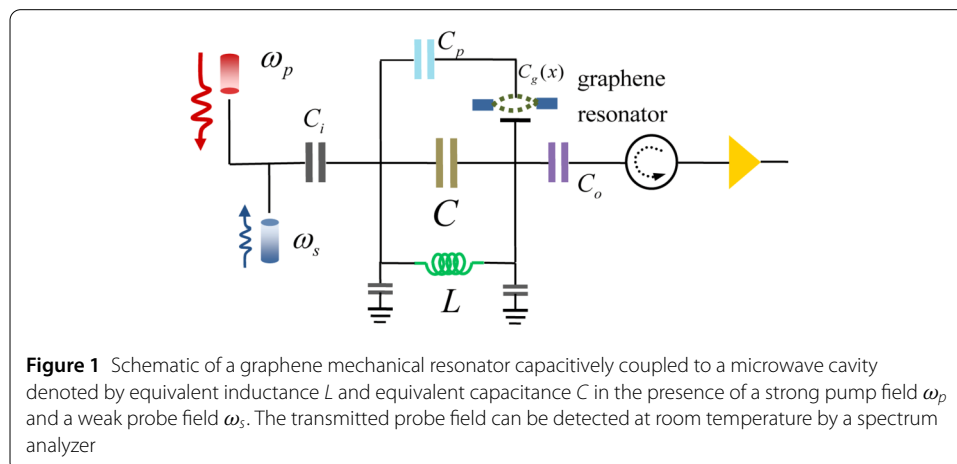 ω_p
C_p
C_g(x)
graphene
resonator
C_i
C
C_o
ω_s
L
Figure 1 Schematic of a graphene mechanical resonator capacitively coupled to a microwave cavity
denoted by equivalent inductance L and equivalent capacitance C in the presence of a strong pump field ω_p
and a weak probe field ω_s. The transmitted probe field can be detected at room temperature by a spectrum
analyzer